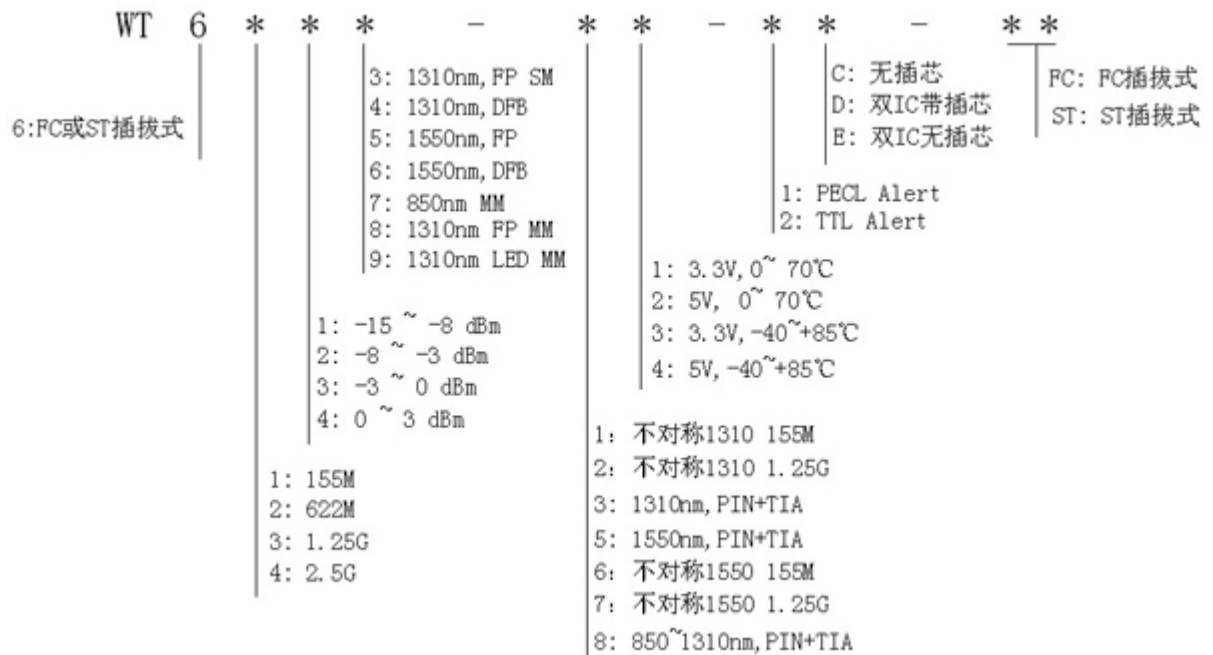 WT 6 * * * - * * - * * - * *
6:FC或ST插拔式
3: 1310nm,FP SM
4: 1310nm,DFB
5: 1550nm,FP
6: 1550nm,DFB
7: 850nm MM
8: 1310nm FP MM
9: 1310nm LED MM
C: 无插芯
D: 双IC带插芯
E: 双IC无插芯
FC: FC插拔式
ST: ST插拔式
1: PECL Alert
2: TTL Alert
1: 3.3V,0~ 70℃
2: 5V, 0~ 70℃
3: 3.3V,-40~+85℃
4: 5V,-40~+85℃
1: -15 ~ -8 dBm
2: -8 ~ -3 dBm
3: -3 ~ 0 dBm
4: 0 ~ 3 dBm
1: 155M
2: 622M
3: 1.25G
4: 2.5G
1: 不对称1310 155M
2: 不对称1310 1.25G
3: 1310nm,PIN+TIA
5: 1550nm,PIN+TIA
6: 不对称1550 155M
7: 不对称1550 1.25G
8: 850~1310nm,PIN+TIA